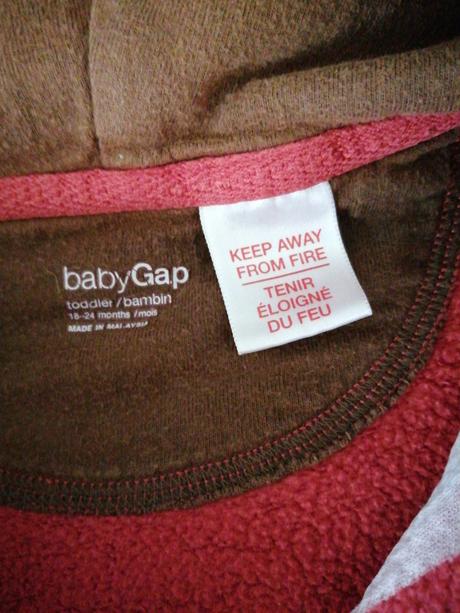 babyGap
toddler/bambin
18-24 months /mois
MADE IN MALAYSIA
KEEP AWAY
FROM FIRE
TENIR
ÉLOIGNÉ
DU FEU